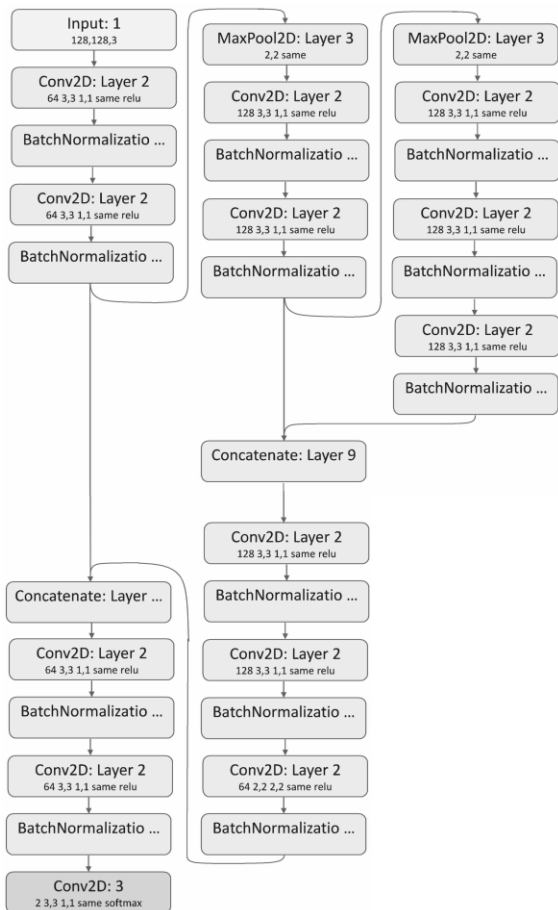 Input: 1
128,128,3
Conv2D: Layer 2
64 3,3 1,1 same relu
BatchNormalizatio ...
Conv2D: Layer 2
64 3,3 1,1 same relu
BatchNormalizatio ...
MaxPool2D: Layer 3
2,2 same
Conv2D: Layer 2
128 3,3 1,1 same relu
BatchNormalizatio ...
Conv2D: Layer 2
128 3,3 1,1 same relu
BatchNormalizatio ...
MaxPool2D: Layer 3
2,2 same
Conv2D: Layer 2
128 3,3 1,1 same relu
BatchNormalizatio ...
Conv2D: Layer 2
128 3,3 1,1 same relu
BatchNormalizatio ...
Conv2D: Layer 2
128 3,3 1,1 same relu
BatchNormalizatio ...
Concatenate: Layer 9
Conv2D: Layer 2
128 3,3 1,1 same relu
BatchNormalizatio ...
Conv2D: Layer 2
128 3,3 1,1 same relu
BatchNormalizatio ...
Conv2D: Layer 2
64 2,2 2,2 same relu
BatchNormalizatio ...
Concatenate: Layer ...
Conv2D: Layer 2
64 3,3 1,1 same relu
BatchNormalizatio ...
Conv2D: Layer 2
64 3,3 1,1 same relu
BatchNormalizatio ...
Conv2D: 3
2 3,3 1,1 same softmax